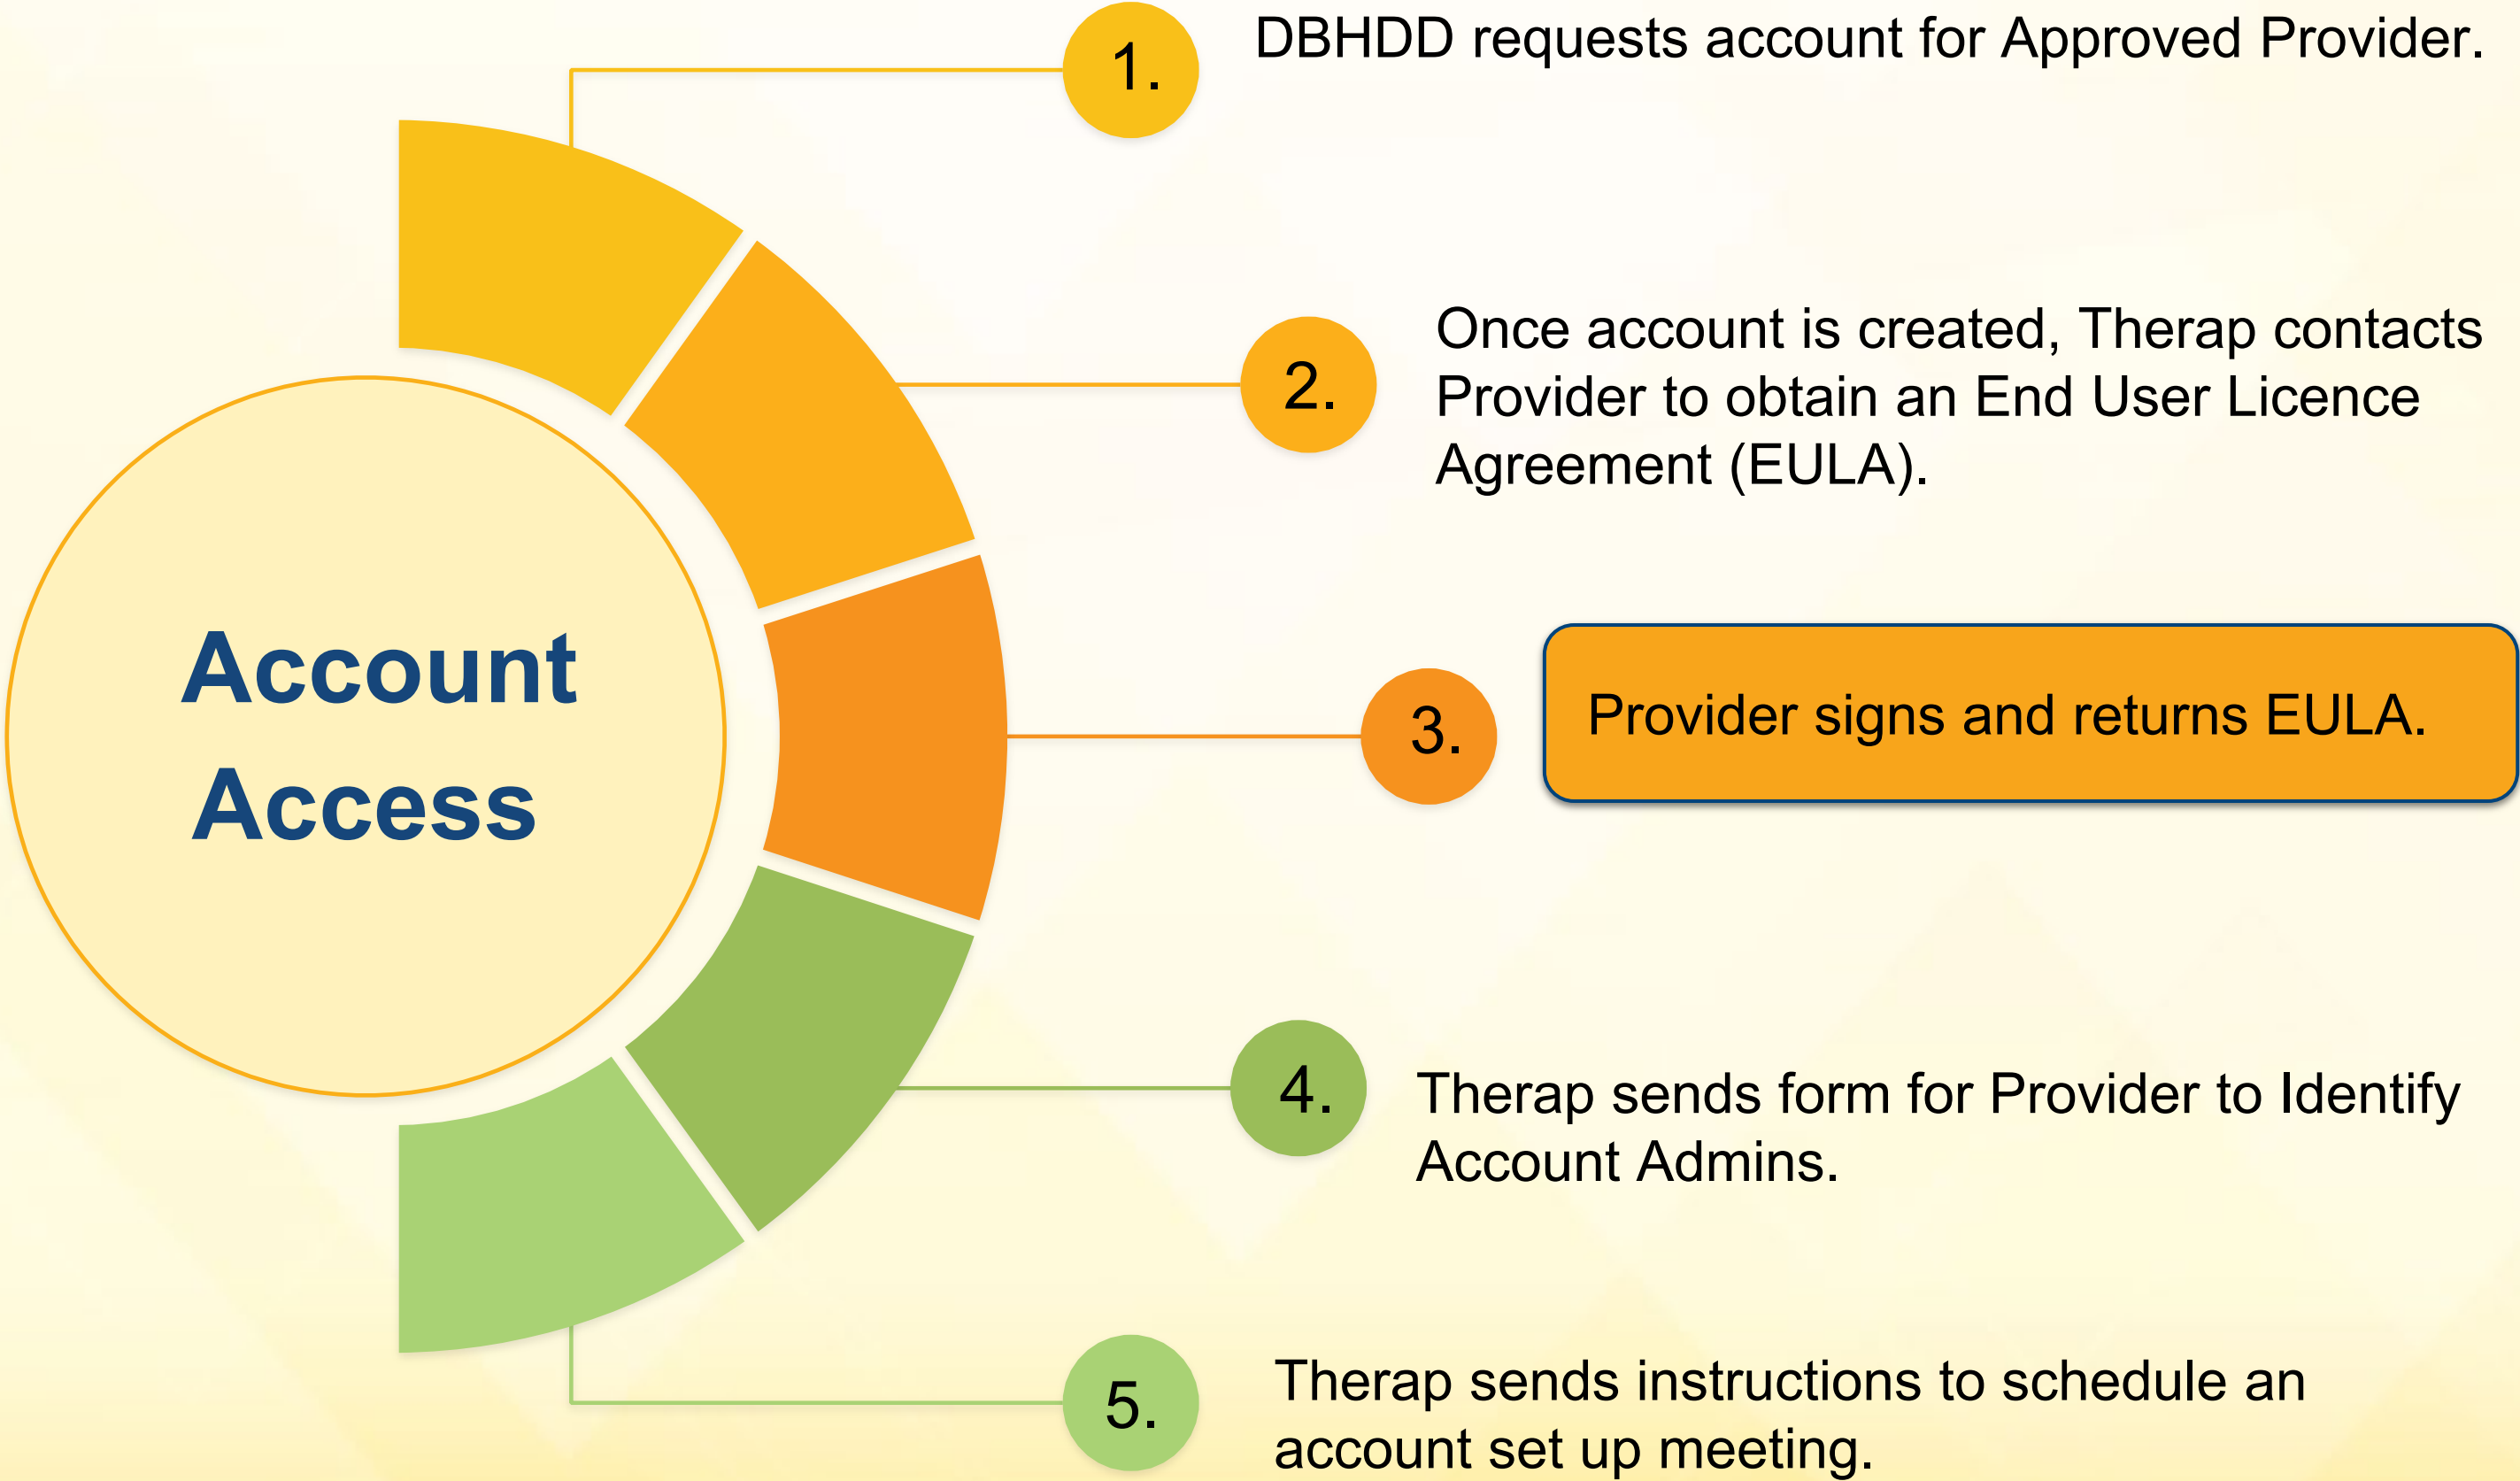 Account
Access
1.
DBHDD requests account for Approved Provider.
2.
Once account is created, Therap contacts
Provider to obtain an End User Licence
Agreement (EULA).
3.
Provider signs and returns EULA.
4.
Therap sends form for Provider to Identify
Account Admins.
5.
Therap sends instructions to schedule an
account set up meeting.